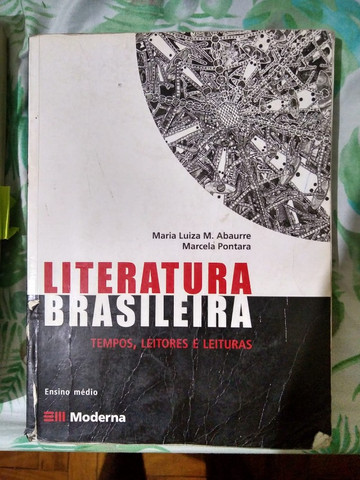 Maria Luiza M. Abaurre
Marcela Pontara
LITERATURA
BRASILEIRA
TEMPOS, LEITORES E LEITURAS
Ensino médio
Moderna